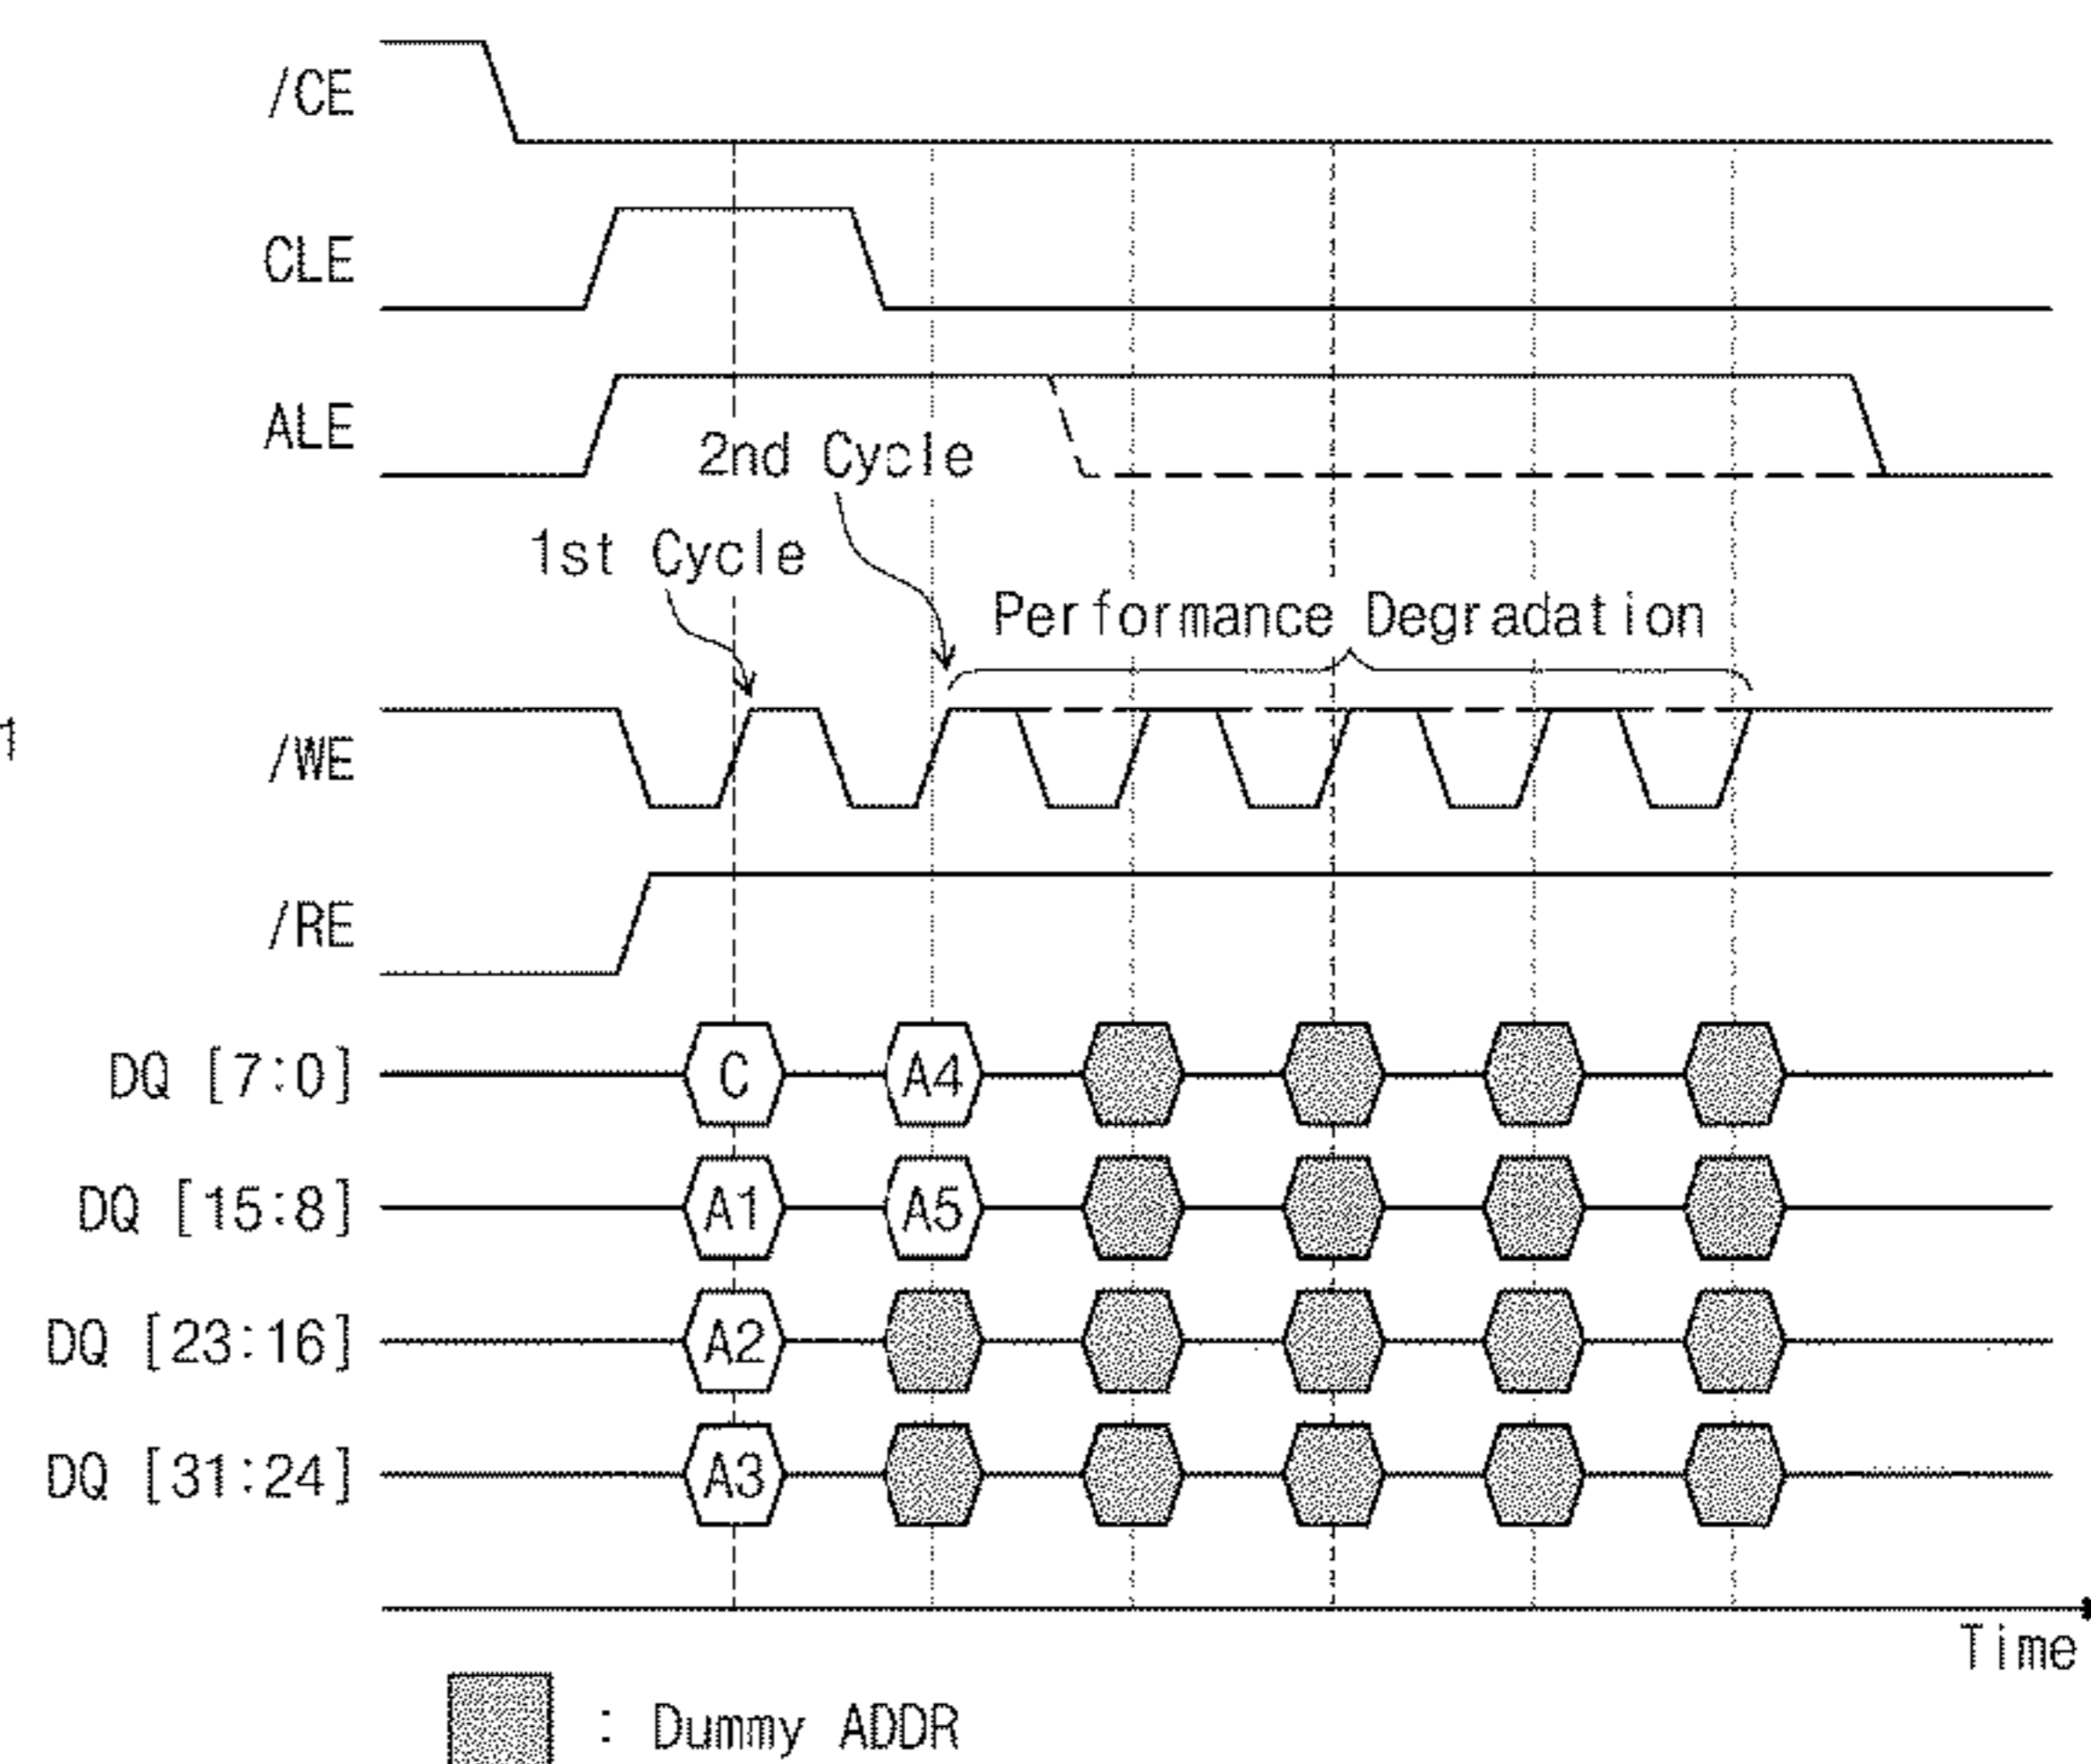 /CE
CLE
ALE
2nd Cycle
1st Cycle
Performance Degradation
1
/WE
/RE
DQ [7:0]
C
A4
DQ [15:8]
A1
A5
DQ [23:16]
A2
DQ [31:24]
A3
Time
: Dummy ADDR